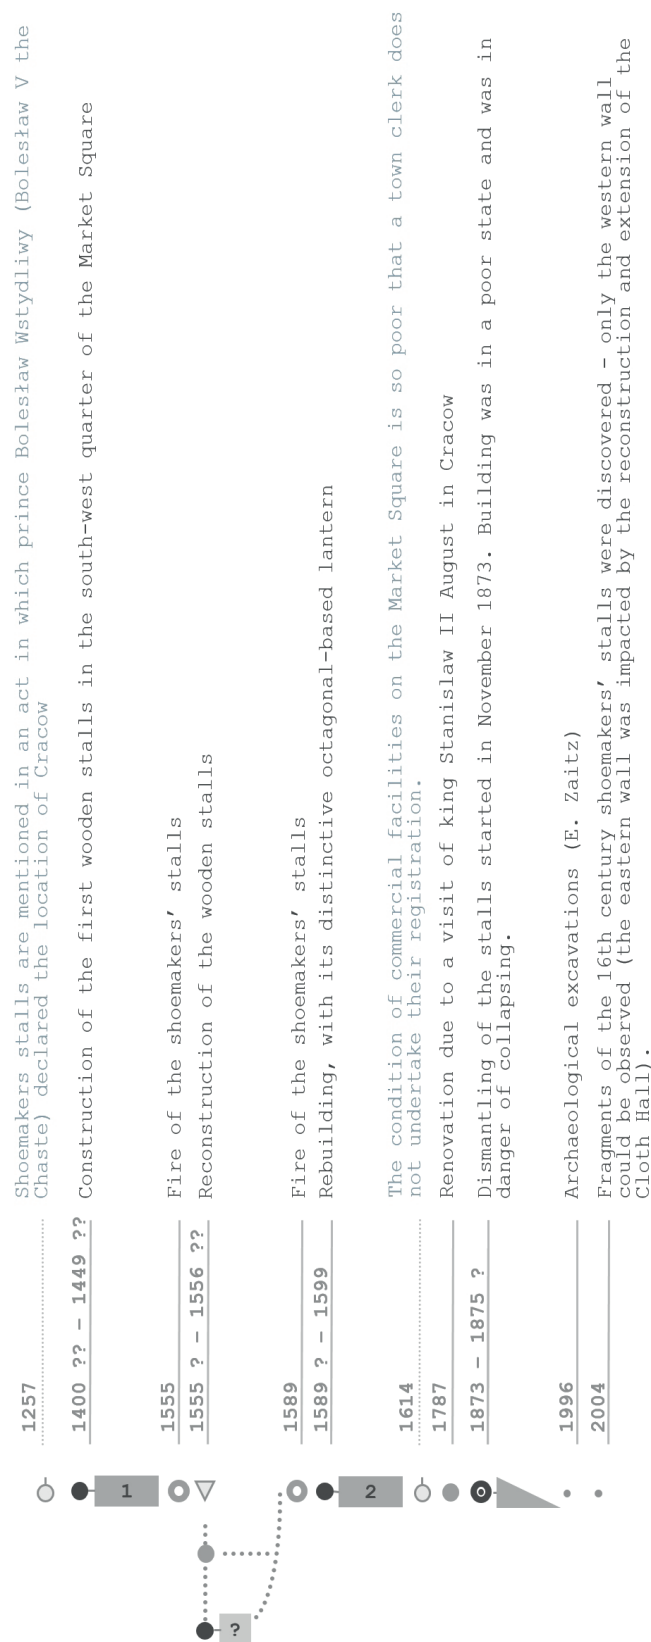 1257
Shoemakers stalls are mentioned in an act in which prince Bolesław Wstydliwy (Bolesław V the
Chaste) declared the location of Cracow
1400 ?? – 1449 ??
Construction of the first wooden stalls in the south-west quarter of the Market Square
1
1555
Fire of the shoemakers’ stalls
1555 ? – 1556 ??
Reconstruction of the wooden stalls
?
1589
Fire of the shoemakers’ stalls
1589 ? – 1599
Rebuilding, with its distinctive octagonal-based lantern
2
1614
The condition of commercial facilities on the Market Square is so poor that a town clerk does
not undertake their registration.
1787
Renovation due to a visit of king Stanislaw II August in Cracow
1873 – 1875 ?
Dismantling of the stalls started in November 1873. Building was in a poor state and was in
danger of collapsing.
1996
Archaeological excavations (E. Zaitz)
2004
Fragments of the 16th century shoemakers’ stalls were discovered – only the western wall
could be observed (the eastern wall was impacted by the reconstruction and extension of the
Cloth Hall).